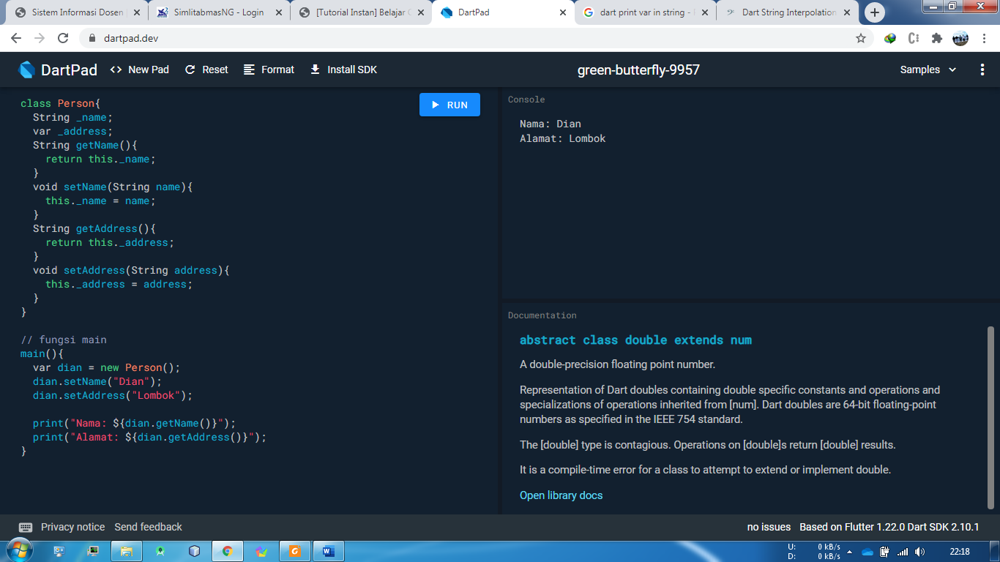 Sistem Informasi Dosen
SimlitabmasNG - Login
[Tutorial Instan] Belajar
DartPad
dart print var in string -
Dart String Interpolation
dartpad.dev
DartPad
<> New Pad
Reset
Format
Install SDK
green-butterfly-9957
Samples
class Person{
  String _name;
  var _address;
  String getName(){
    return this._name;
  }
  void setName(String name){
    this._name = name;
  }
  String getAddress(){
    return this._address;
  }
  void setAddress(String address){
    this._address = address;
  }
}
// fungsi main
main(){
  var dian = new Person();
  dian.setName("Dian");
  dian.setAddress("Lombok");
  print("Nama: ${dian.getName()}");
  print("Alamat: ${dian.getAddress()}");
}
RUN
Console
Nama: Dian
Alamat: Lombok
Documentation
abstract class double extends num
A double-precision floating point number.
Representation of Dart doubles containing double specific constants and operations and
specializations of operations inherited from [num]. Dart doubles are 64-bit floating-point
numbers as specified in the IEEE 754 standard.
The [double] type is contagious. Operations on [double]s return [double] results.
It is a compile-time error for a class to attempt to extend or implement double.
Open library docs
Privacy notice Send feedback
no issues Based on Flutter 1.22.0 Dart SDK 2.10.1
U: 0 kB/s
D: 0 kB/s
22:18